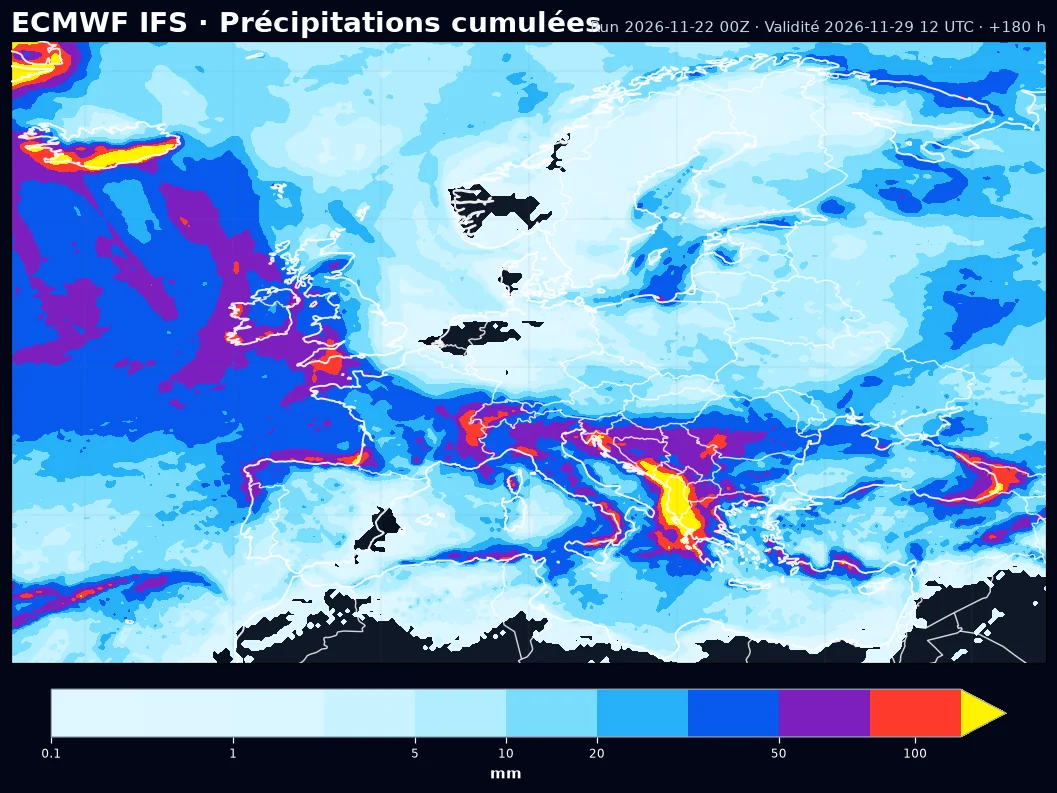 ECMWF IFS · Précipitations cumulées
Run 2026-11-22 00Z · Validité 2026-11-29 12 UTC · +180 h
0.1 1 5 10 20 50 100
mm